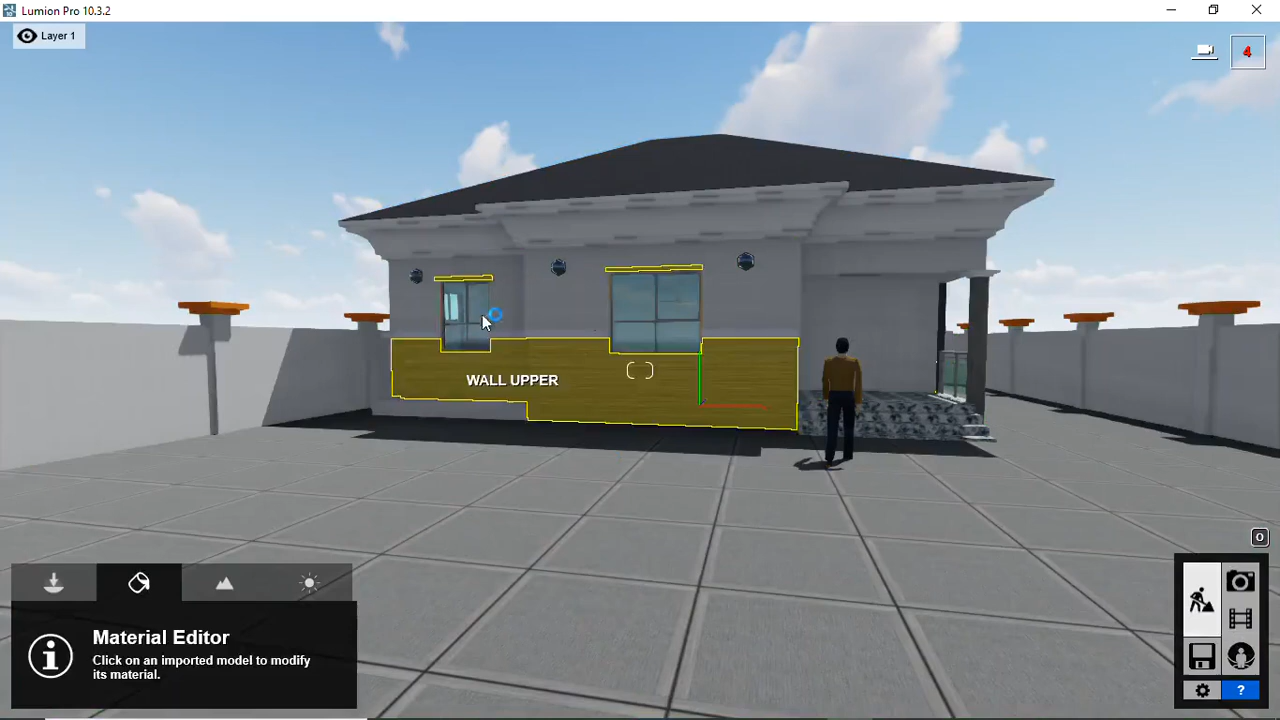 Lumion Pro 10.3.2
Layer 1
4
WALL UPPER
O
Material Editor
Click on an imported model to modify
its material.
?